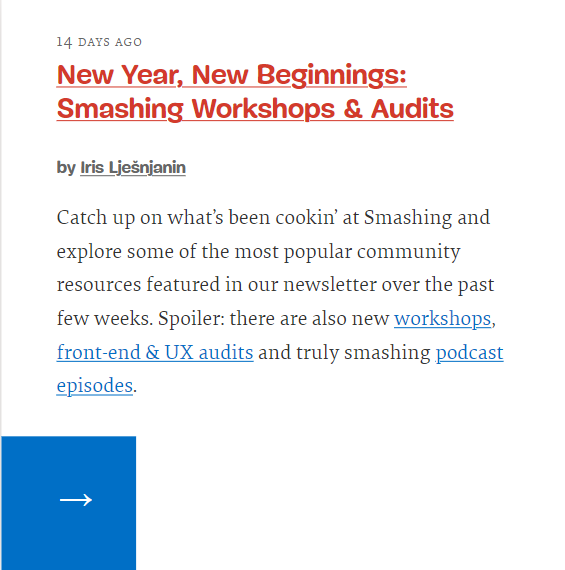 14 DAYS AGO
New Year, New Beginnings:
Smashing Workshops & Audits
by Iris Lješnjanin
Catch up on what’s been cookin’ at Smashing and
explore some of the most popular community
resources featured in our newsletter over the past
few weeks. Spoiler: there are also new workshops,
front-end & UX audits and truly smashing podcast
episodes.
→